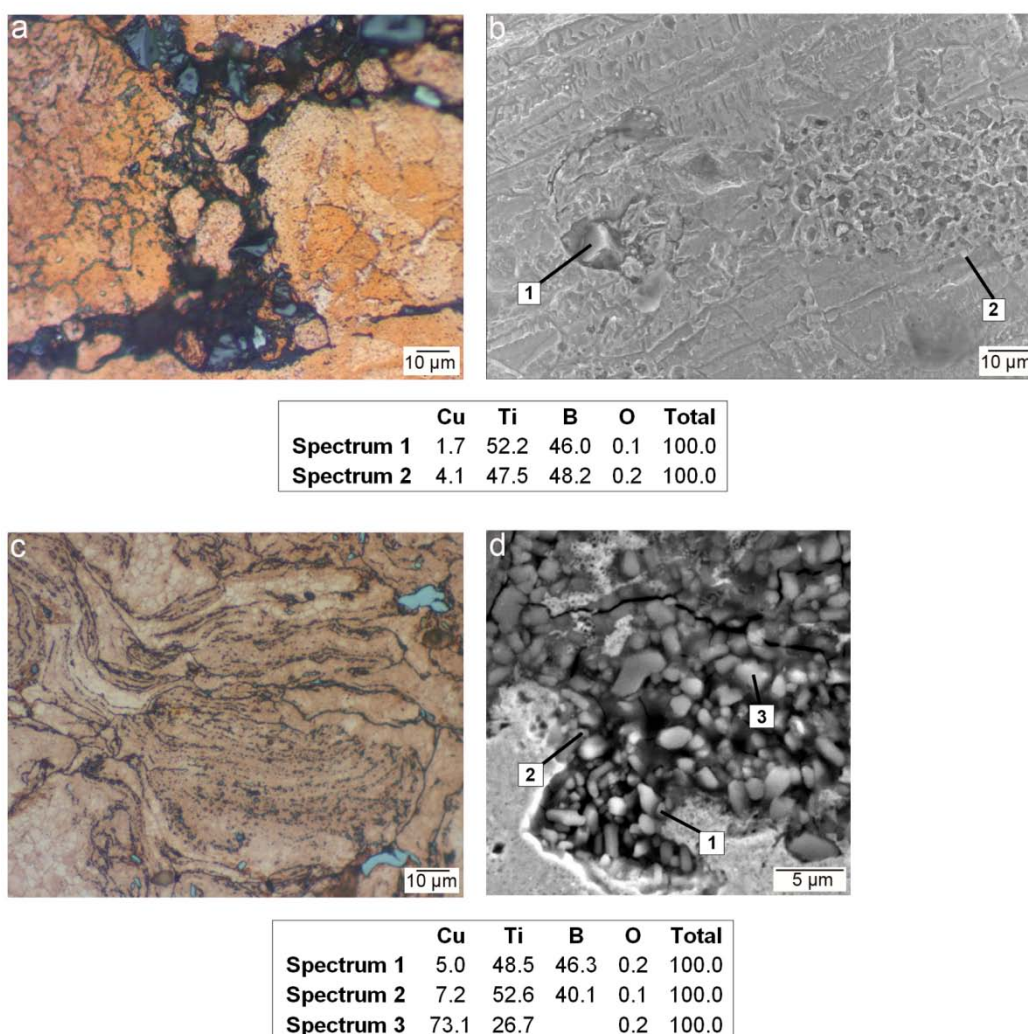 a
b
1
2
10 µm
10 µm
Cu Ti B O Total
Spectrum 1 1.7 52.2 46.0 0.1 100.0
Spectrum 2 4.1 47.5 48.2 0.2 100.0
c
d
3
2
1
10 µm
5 µm
Cu Ti B O Total
Spectrum 1 5.0 48.5 46.3 0.2 100.0
Spectrum 2 7.2 52.6 40.1 0.1 100.0
Spectrum 3 73.1 26.7 0.2 100.0